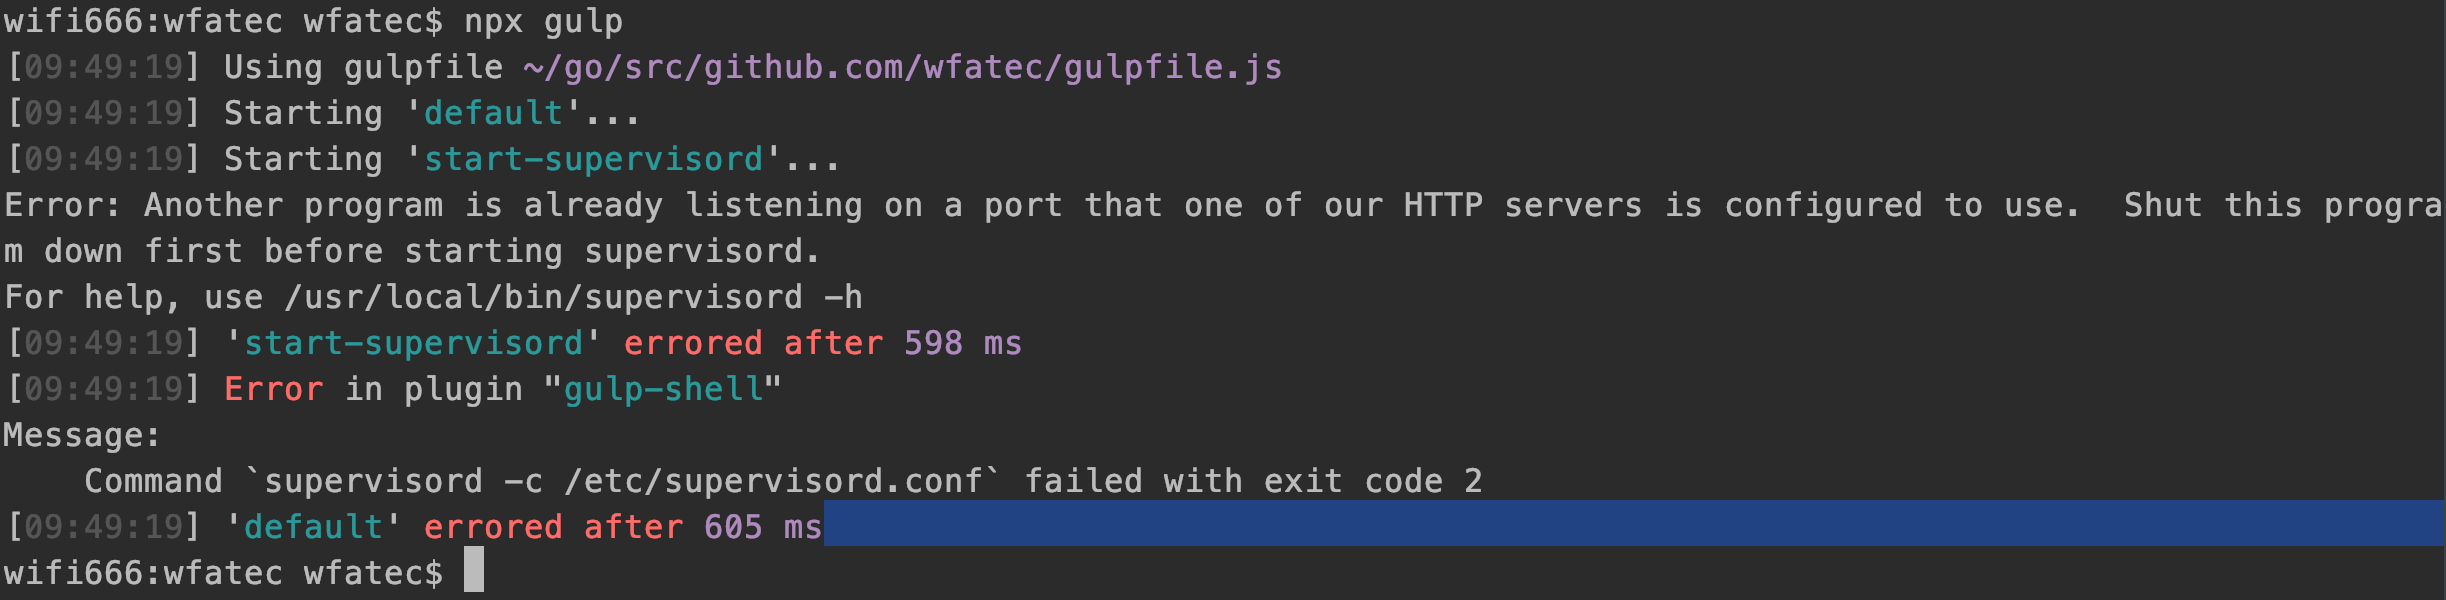 wifi666:wfatec wfatec$ npx gulp
[09:49:19] Using gulpfile ~/go/src/github.com/wfatec/gulpfile.js
[09:49:19] Starting 'default'...
[09:49:19] Starting 'start-supervisord'...
Error: Another program is already listening on a port that one of our HTTP servers is configured to use.  Shut this progra
m down first before starting supervisord.
For help, use /usr/local/bin/supervisord -h
[09:49:19] 'start-supervisord' errored after 598 ms
[09:49:19] Error in plugin "gulp-shell"
Message:
    Command `supervisord -c /etc/supervisord.conf` failed with exit code 2
[09:49:19] 'default' errored after 605 ms
wifi666:wfatec wfatec$